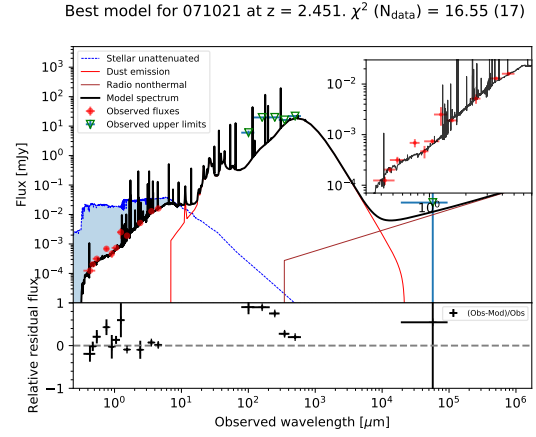 Best model for 071021 at z = 2.451. χ² (N_data) = 16.55 (17)
Flux [mJy]
10³
10²
10¹
10⁰
10⁻¹
10⁻²
10⁻³
10⁻⁴
Stellar unattenuated
Dust emission
Radio nonthermal
Model spectrum
Observed fluxes
Observed upper limits
10⁻²
10⁻³
10⁻⁴
10⁰
Relative residual flux
1
0
−1
(Obs-Mod)/Obs
10⁰
10¹
10²
10³
10⁴
10⁵
10⁶
Observed wavelength [μm]